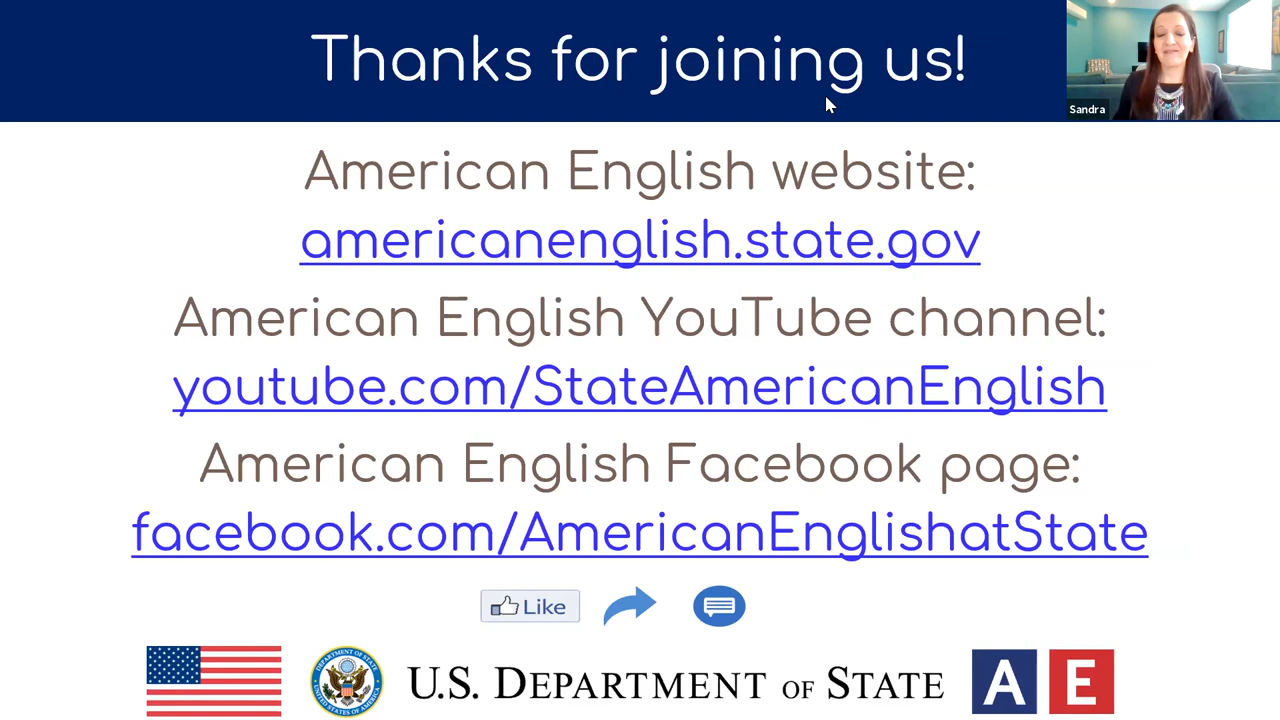 Thanks for joining us!
Sandra
American English website:
americanenglish.state.gov
American English YouTube channel:
youtube.com/StateAmericanEnglish
American English Facebook page:
facebook.com/AmericanEnglishatState
Like
U.S. DEPARTMENT OF STATE
A E